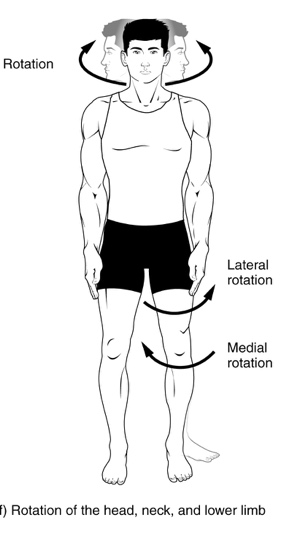 Rotation
Lateral
rotation
Medial
rotation
f) Rotation of the head, neck, and lower limb